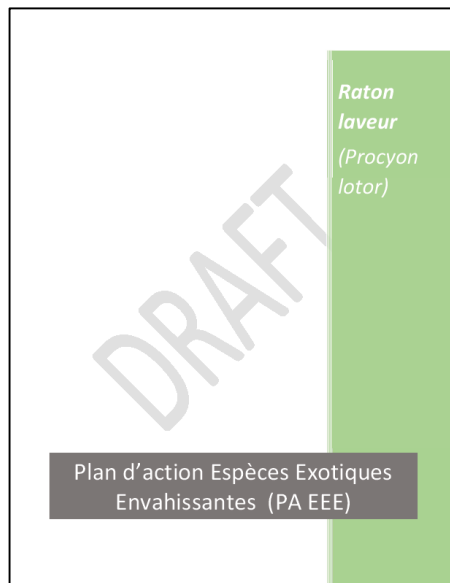 Raton
laveur
(Procyon
lotor)
DRAFT
Plan d’action Espèces Exotiques
Envahissantes  (PA EEE)